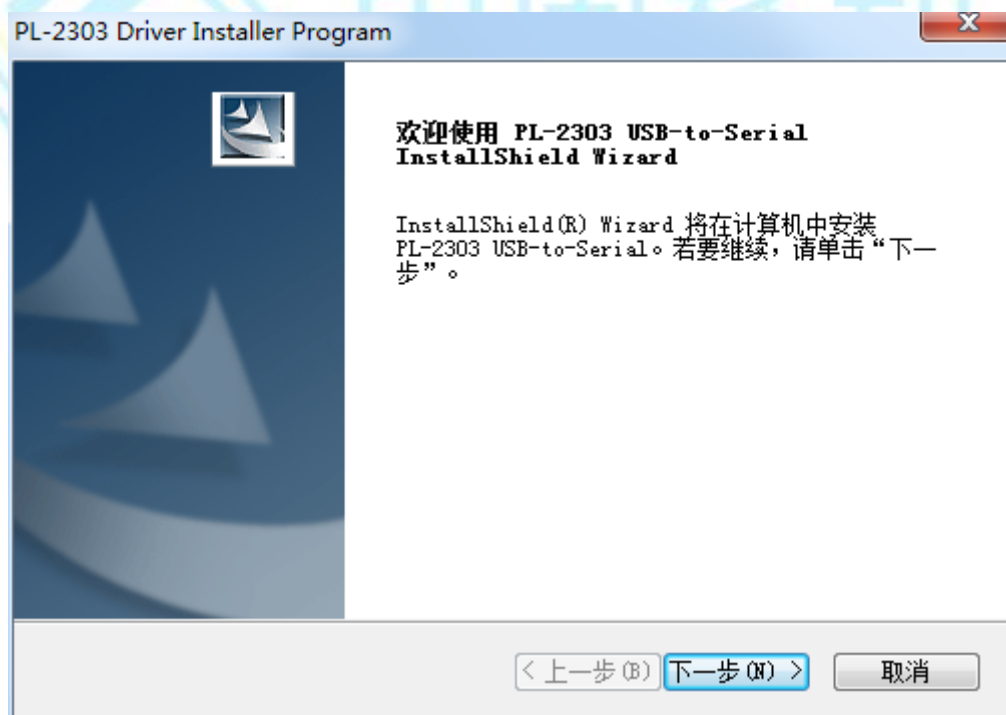 PL-2303 Driver Installer Program
X
欢迎使用 PL-2303 USB-to-Serial
InstallShield Wizard
InstallShield(R) Wizard 将在计算机中安装
PL-2303 USB-to-Serial。若要继续，请单击“下一
步”。
< 上一步(B) 下一步(N) > 取消